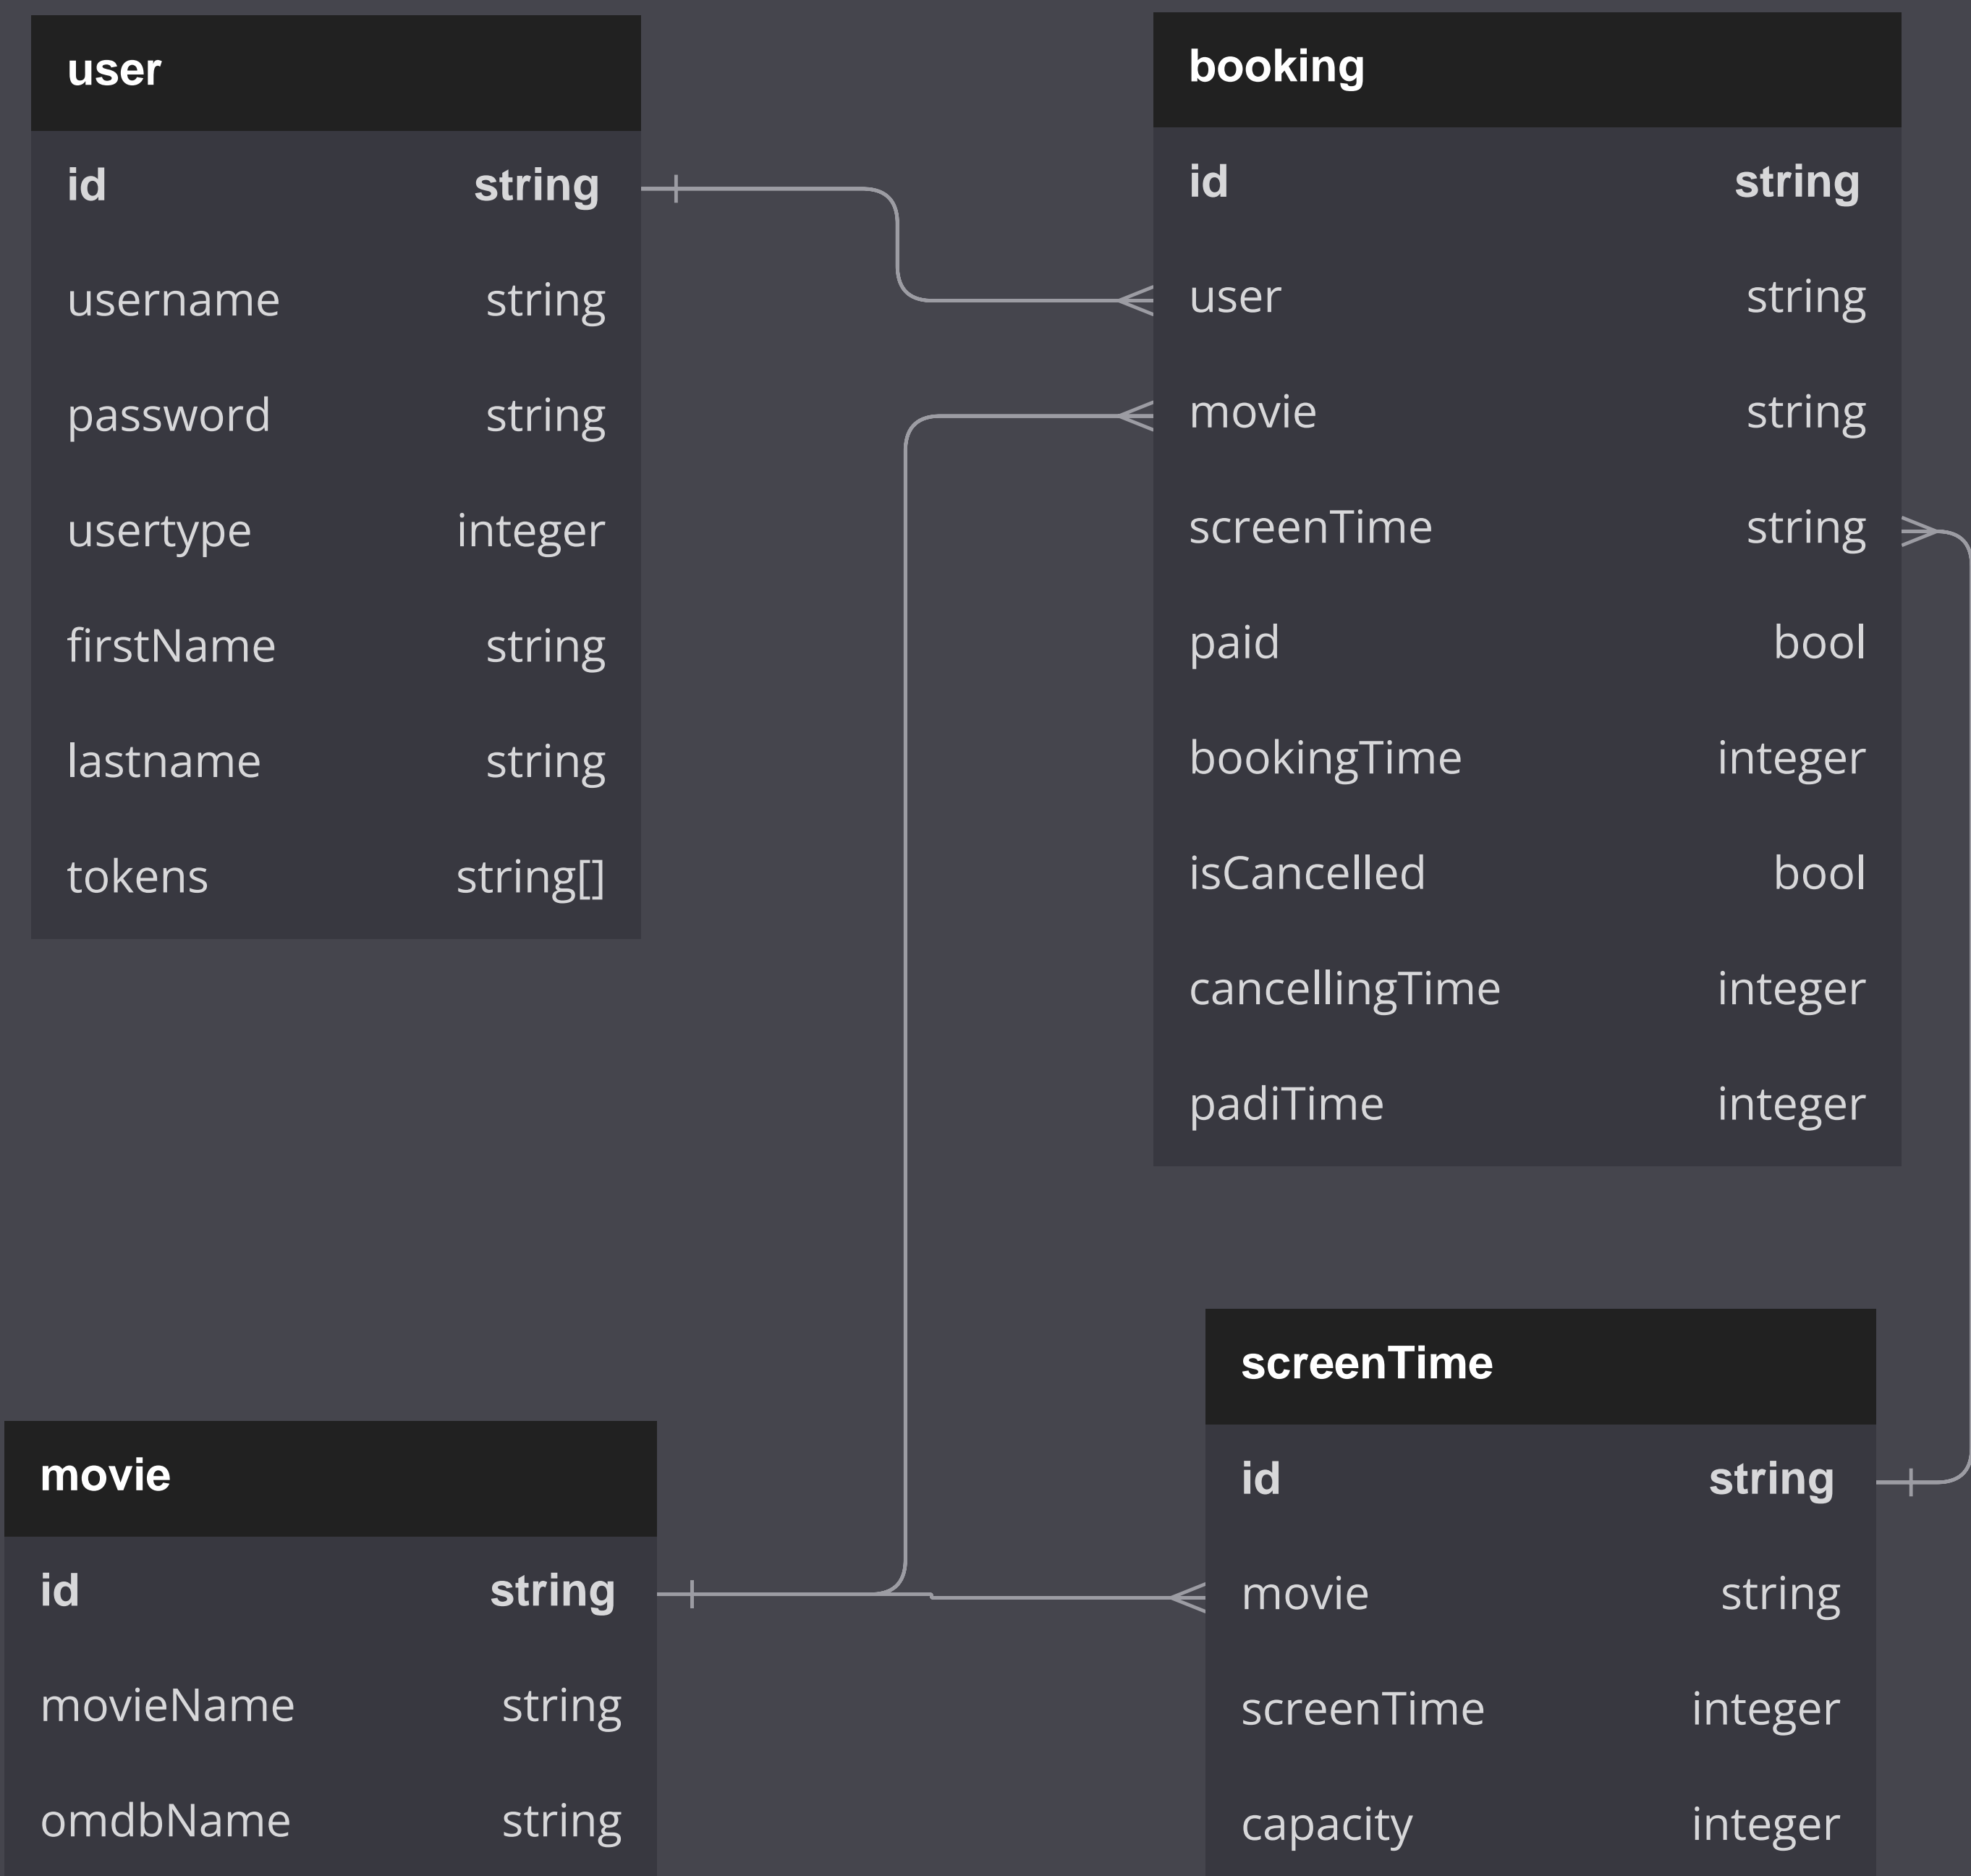 user
id string
username string
password string
usertype integer
firstName string
lastname string
tokens string[]
booking
id string
user string
movie string
screenTime string
paid bool
bookingTime integer
isCancelled bool
cancellingTime integer
padiTime integer
movie
id string
movieName string
omdbName string
screenTime
id string
movie string
screenTime integer
capacity integer